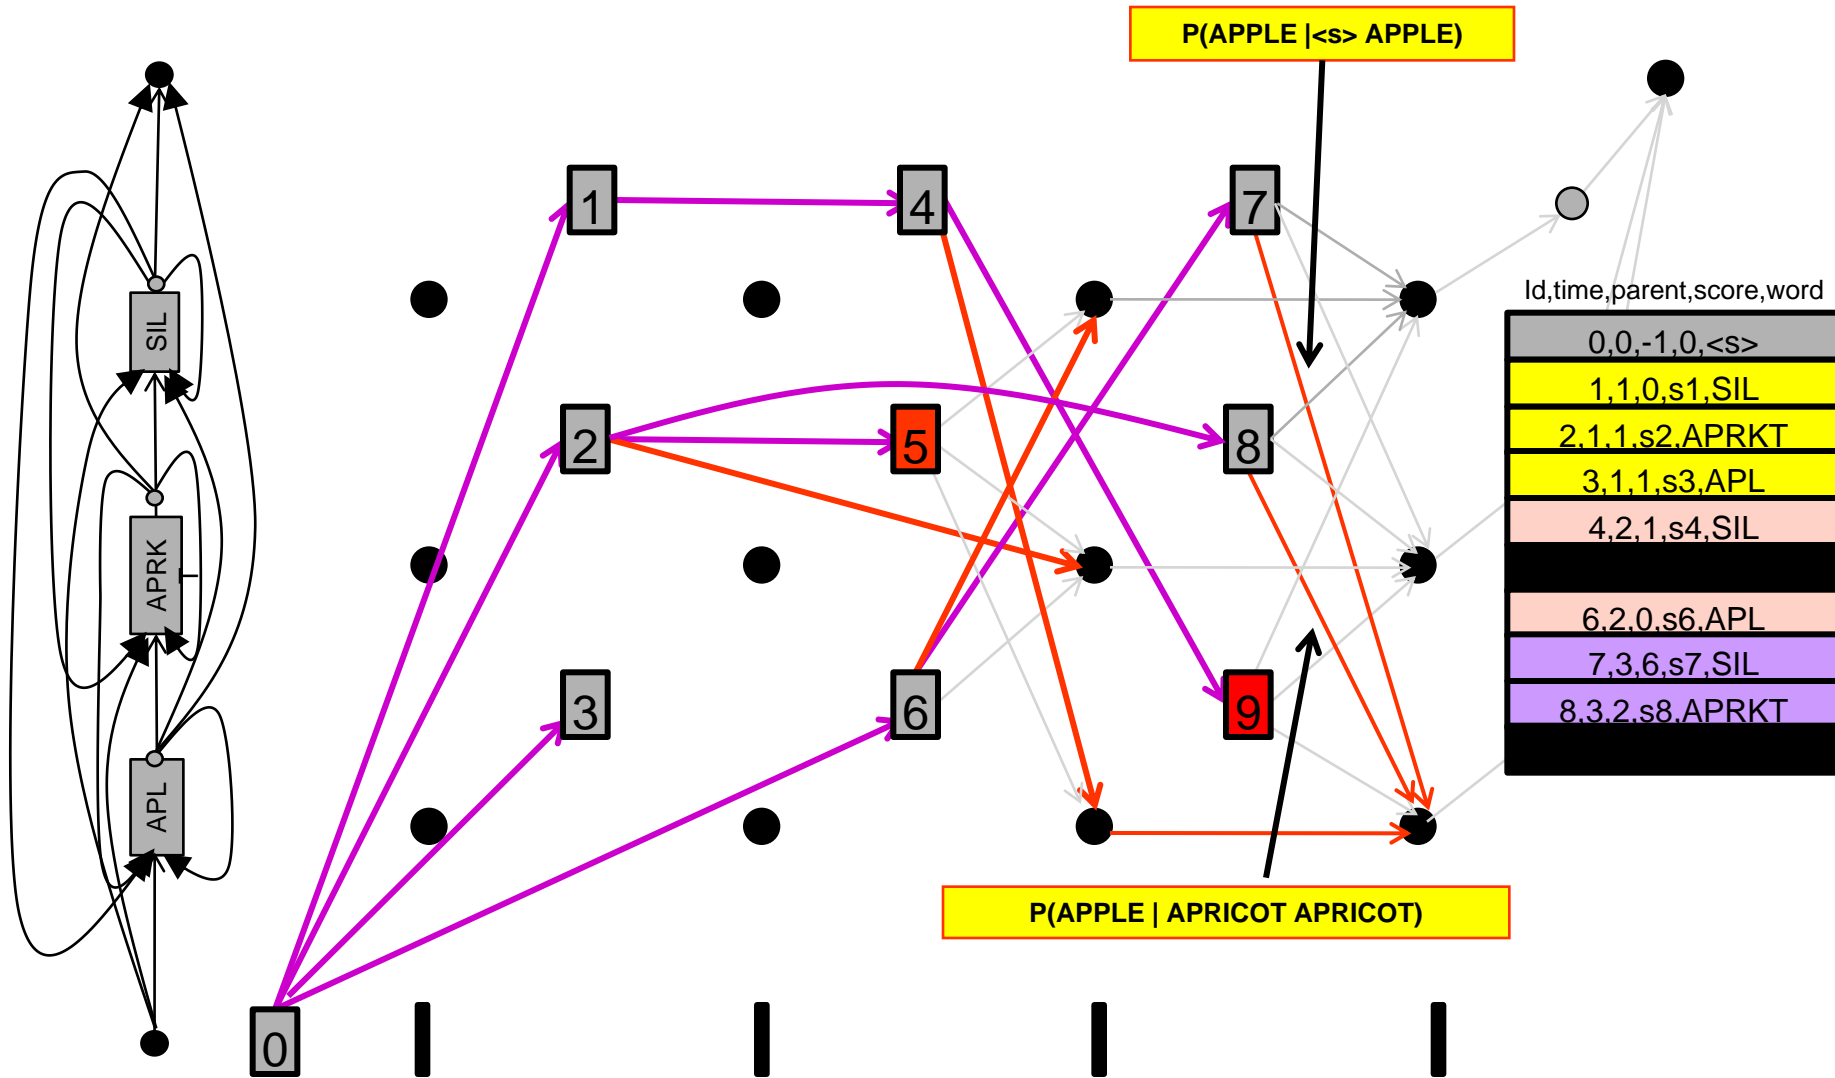 P(APPLE |<s> APPLE)
1
4
7
Id,time,parent,score,word
0,0,-1,0,<s>
1,1,0,s1,SIL
2,1,1,s2,APRKT
3,1,1,s3,APL
4,2,1,s4,SIL
6,2,0,s6,APL
7,3,6,s7,SIL
8,3,2,s8,APRKT
SIL
2
5
8
APRK
T
3
6
9
APL
P(APPLE | APRICOT APRICOT)
0